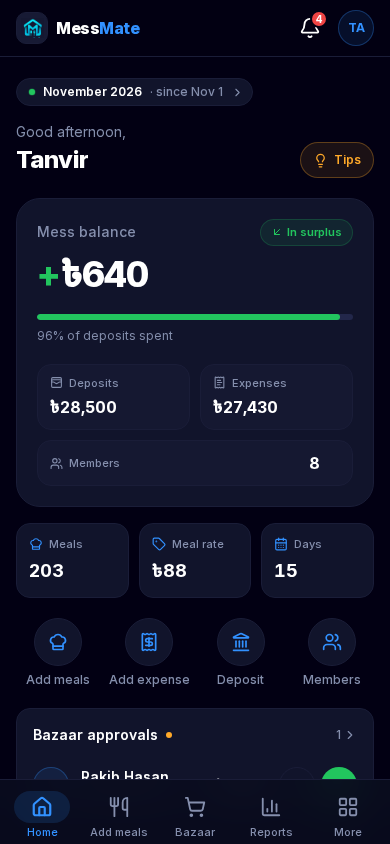 MessMate
4
TA
November 2026 · since Nov 1
Good afternoon,
Tanvir
Tips
Mess balance
In surplus
+৳640
96% of deposits spent
Deposits
৳28,500
Expenses
৳27,430
Members
8
Meals
203
Meal rate
৳88
Days
15
Add meals
Add expense
Deposit
Members
Bazaar approvals
1
Rakib Hasan
Home
Add meals
Bazaar
Reports
More